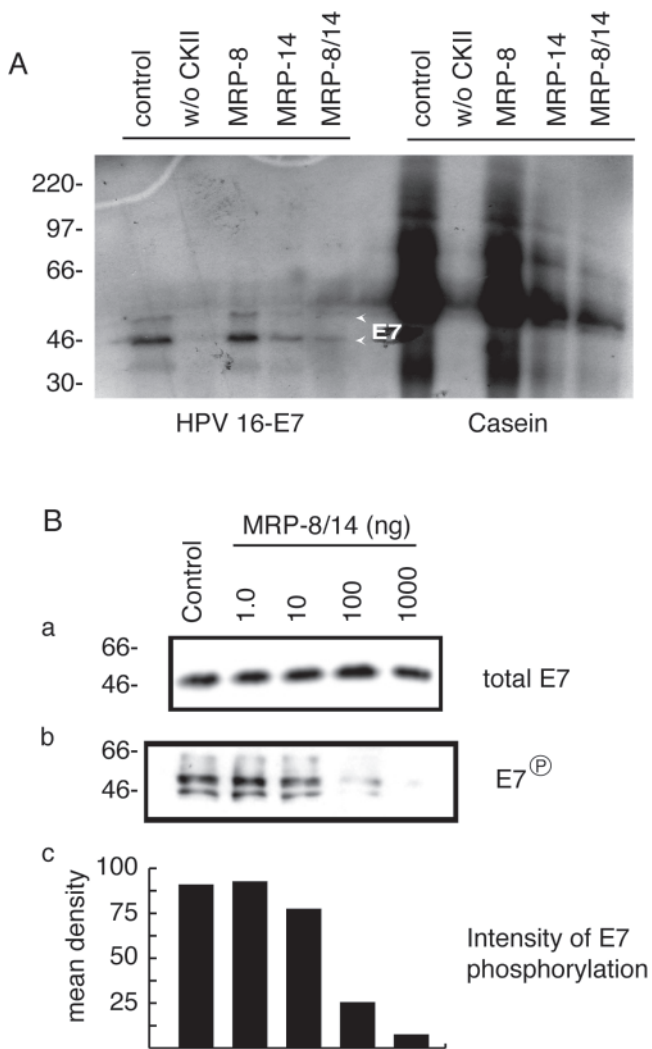 A
control
w/o CKII
MRP-8
MRP-14
MRP-8/14
control
w/o CKII
MRP-8
MRP-14
MRP-8/14
220-
97-
66-
46-
30-
E7
HPV 16-E7
Casein
B
MRP-8/14 (ng)
Control
1.0
10
100
1000
a
66-
46-
total E7
b
66-
46-
E7 Ⓟ
c
100
75
50
25
mean density
Intensity of E7
phosphorylation